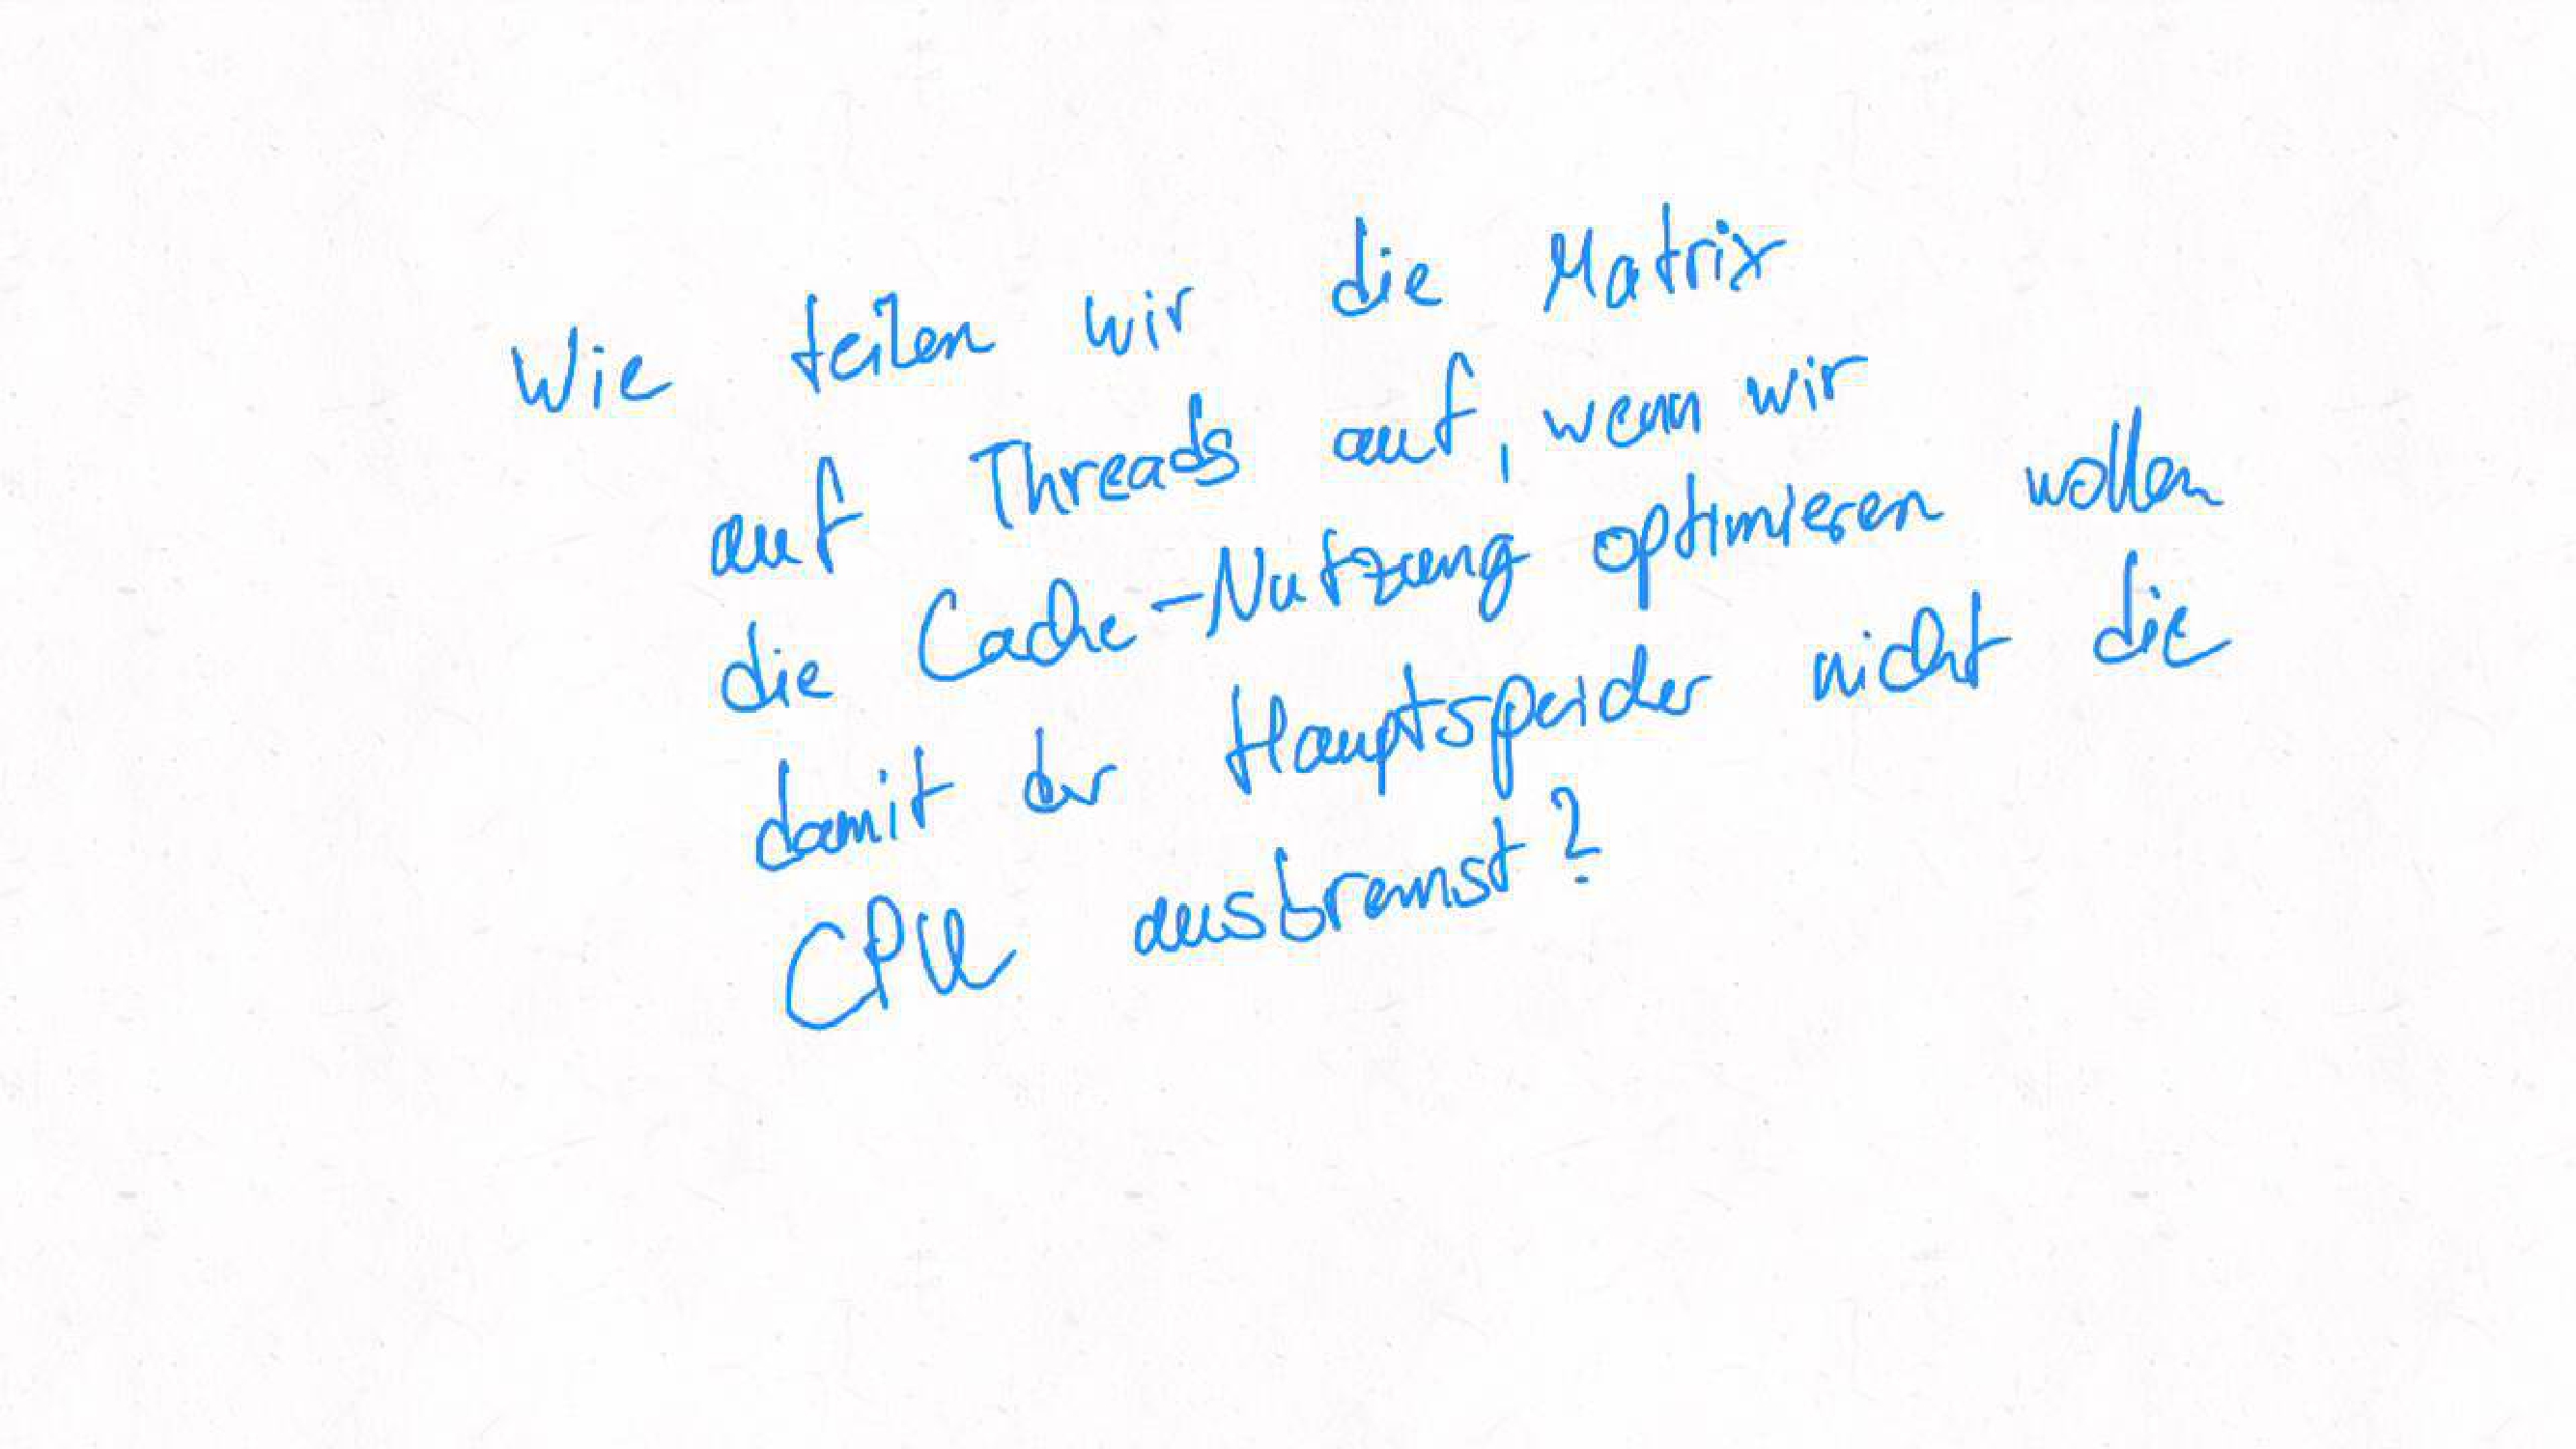 Wie teilen wir die Matrix
auf Threads auf, wenn wir
die Cache-Nutzung optimieren wollen
damit der Hauptspeicher nicht die
CPU ausbremst?